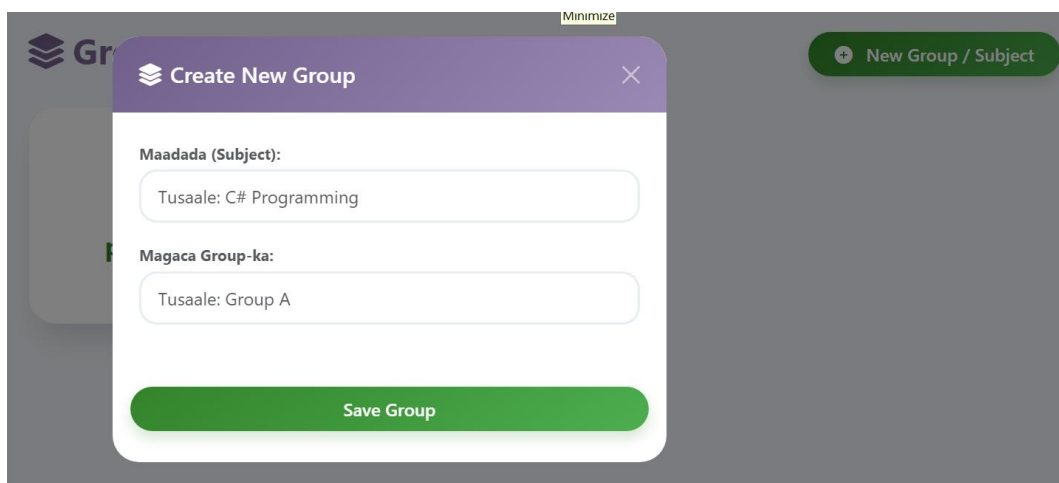 Minimize
Gr
New Group / Subject
Create New Group
Maadada (Subject):
Tusaale: C# Programming
Magaca Group-ka:
Tusaale: Group A
Save Group